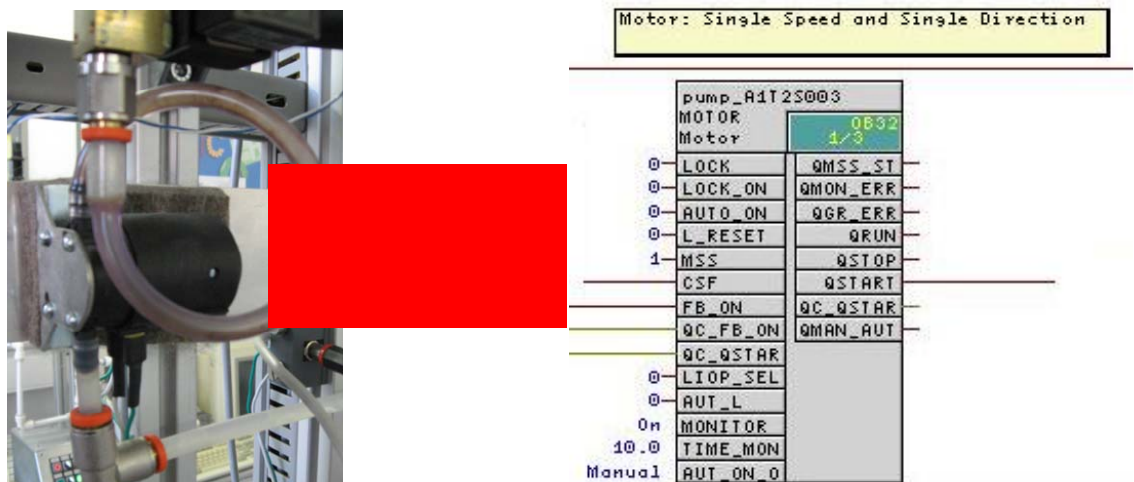 Motor: Single Speed and Single Direction
pump_A1T2S003
MOTOR
Motor
OB32
1/3
0 LOCK QMSS_ST
0 LOCK_ON QMON_ERR
0 AUTO_ON QGR_ERR
0 L_RESET QRUN
1 MSS QSTOP
CSF QSTART
FB_ON QC_QSTAR
QC_FB_ON QMAN_AUT
QC_QSTAR
0 LIOP_SEL
0 AUT_L
On MONITOR
10.0 TIME_MON
Manual AUT_ON_O